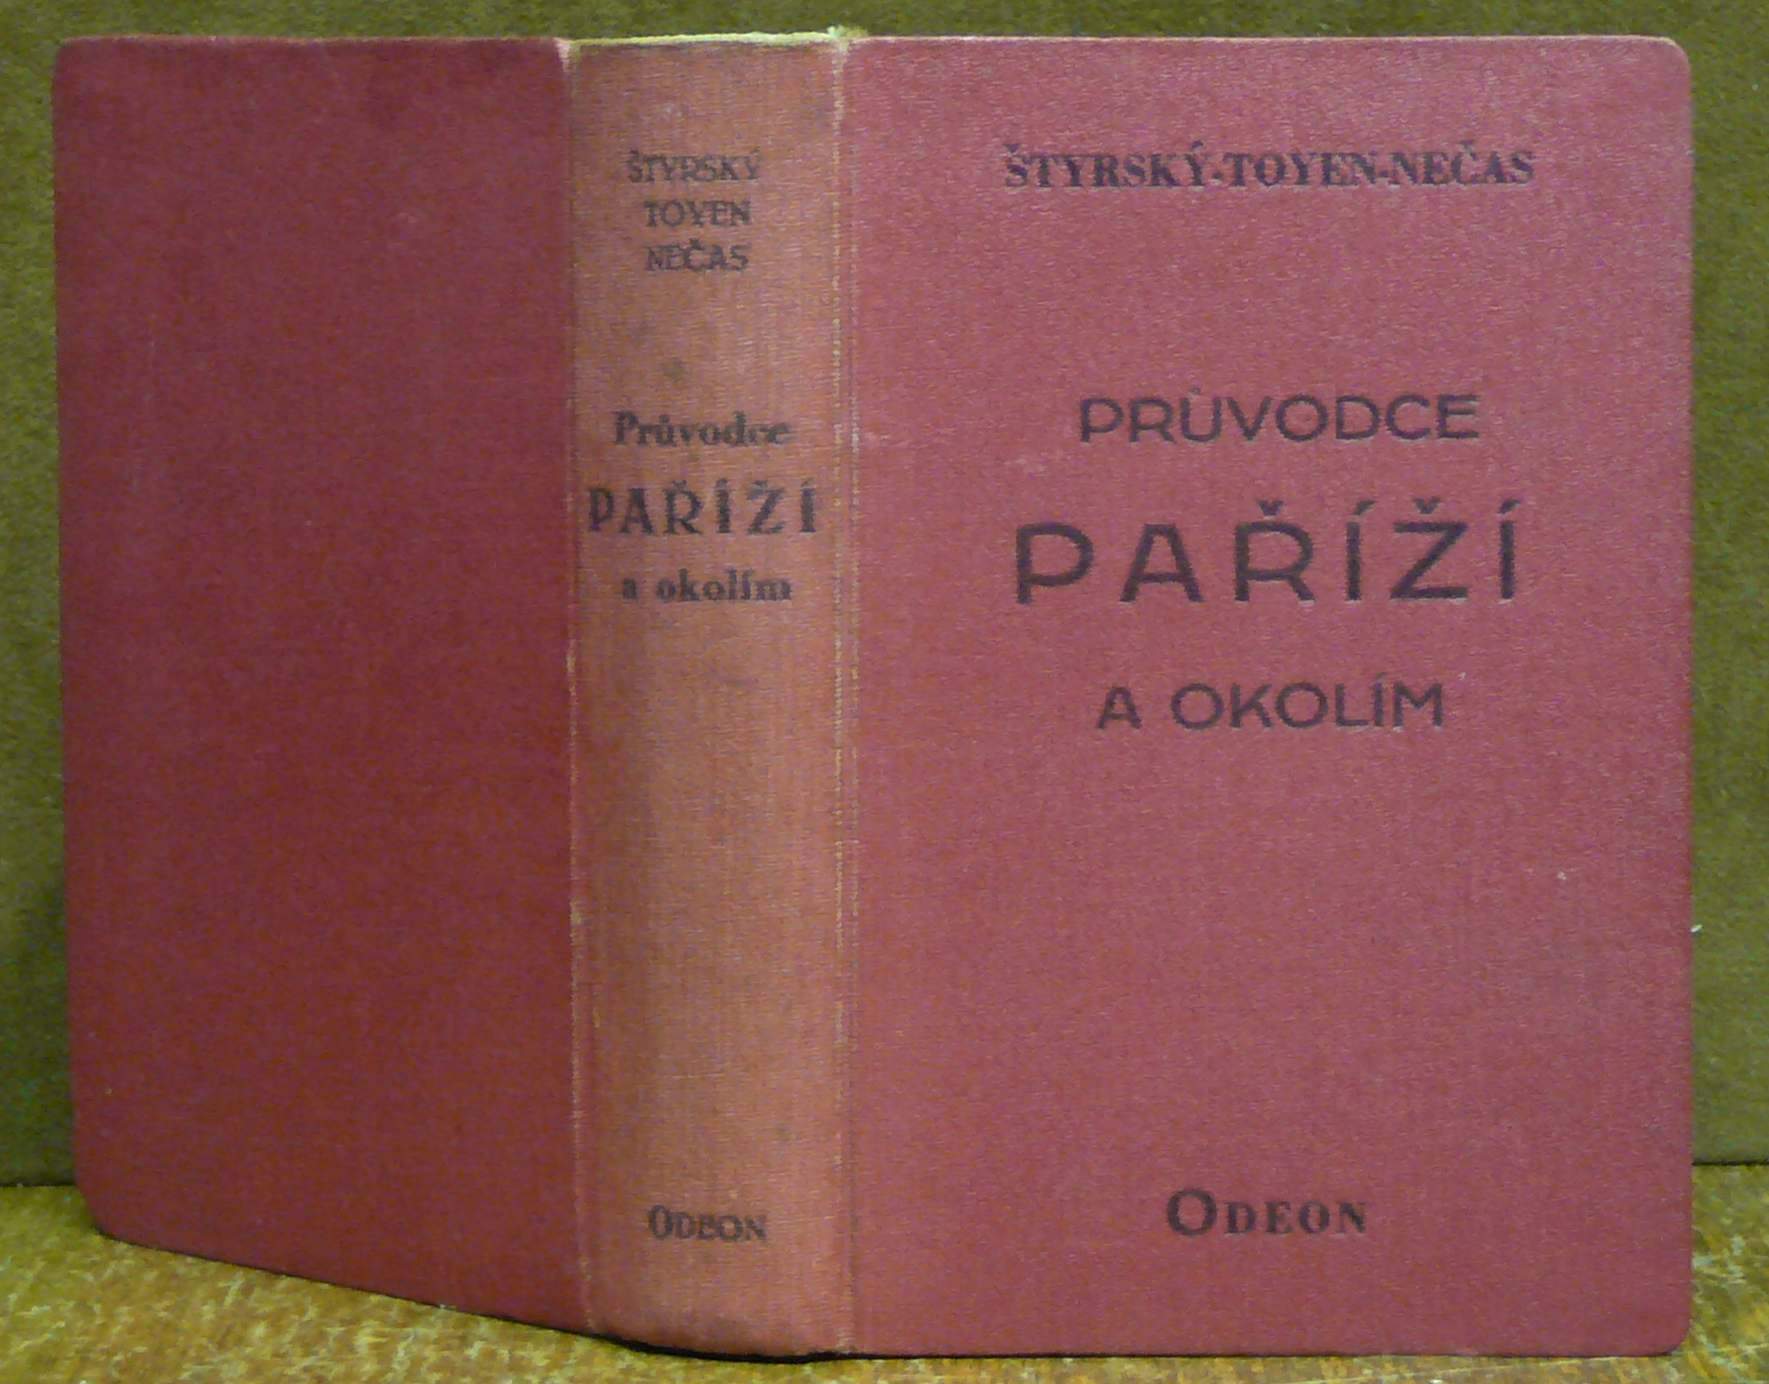 ŠTYRSKÝ
TOYEN
NEČAS
Průvodce
PAŘÍŽÍ
a okolím
ODEON
ŠTYRSKÝ-TOYEN-NEČAS
PRŮVODCE
PAŘÍŽÍ
A OKOLÍM
ODEON